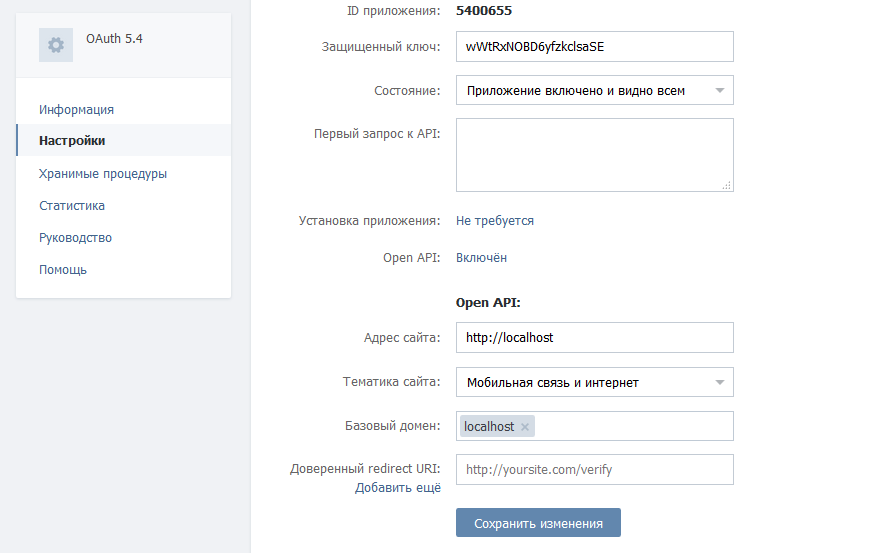 OAuth 5.4
Информация
Настройки
Хранимые процедуры
Статистика
Руководство
Помощь
ID приложения: 5400655
Защищенный ключ: wWtRxNOBD6yfzkclsaSE
Состояние: Приложение включено и видно всем
Первый запрос к API:
Установка приложения: Не требуется
Open API: Включён
Open API:
Адрес сайта: http://localhost
Тематика сайта: Мобильная связь и интернет
Базовый домен: localhost ×
Доверенный redirect URI: http://yoursite.com/verify
Добавить ещё
Сохранить изменения